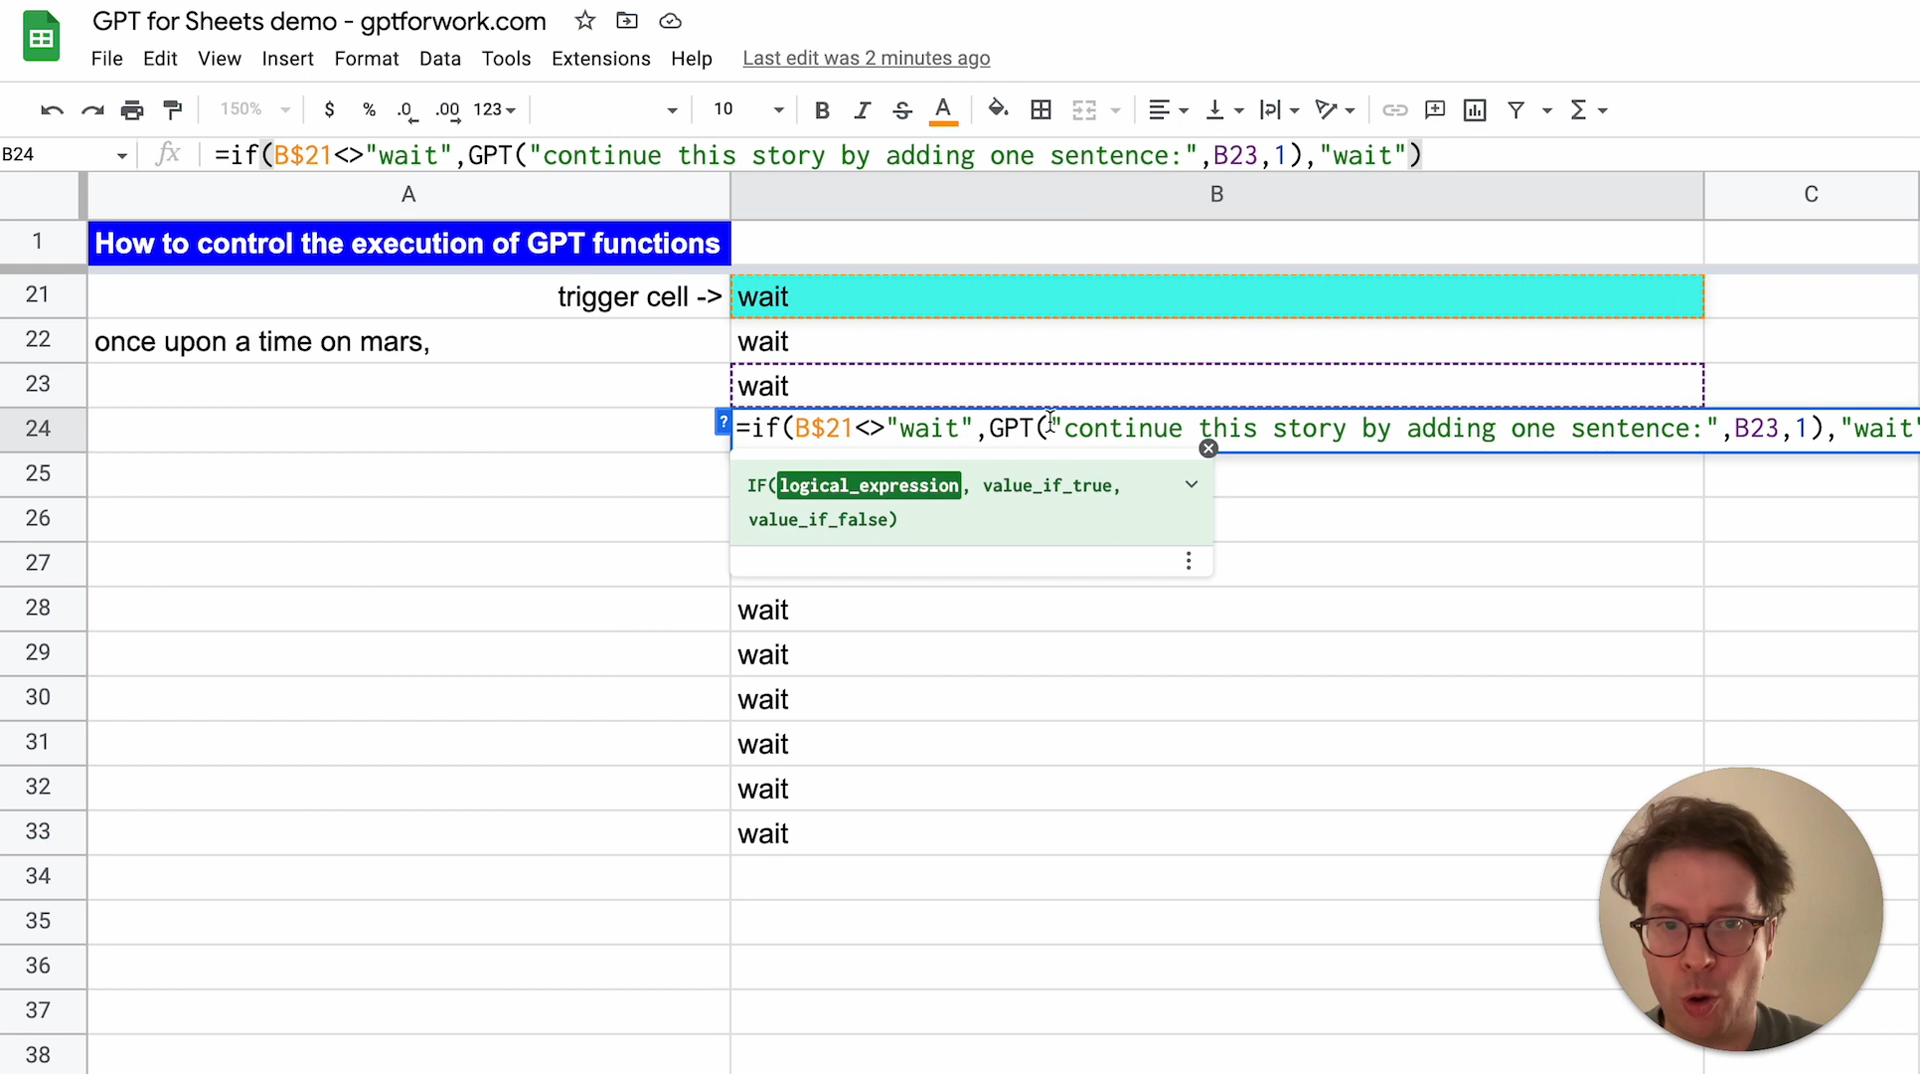 GPT for Sheets demo - gptforwork.com
File Edit View Insert Format Data Tools Extensions Help Last edit was 2 minutes ago
150% $ % .0 .00 123 10 B I S A
B24 fx =if(B$21<>"wait",GPT("continue this story by adding one sentence:",B23,1),"wait")
A B C
1 How to control the execution of GPT functions
21 trigger cell -> wait
22 once upon a time on mars, wait
23 wait
24 ? =if(B$21<>"wait",GPT("continue this story by adding one sentence:",B23,1),"wait"
25
IF(logical_expression, value_if_true,
26 value_if_false)
27
28 wait
29 wait
30 wait
31 wait
32 wait
33 wait
34
35
36
37
38